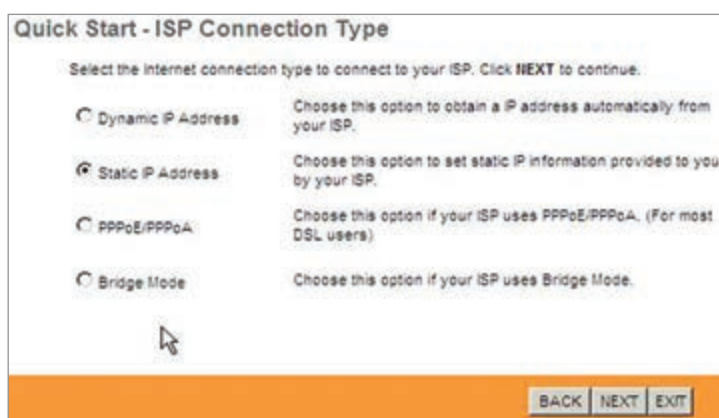 Quick Start - ISP Connection Type
Select the Internet connection type to connect to your ISP. Click NEXT to continue.
Dynamic IP Address
Choose this option to obtain a IP address automatically from
your ISP.
Static IP Address
Choose this option to set static IP information provided to you
by your ISP.
PPPoE/PPPoA
Choose this option if your ISP uses PPPoE/PPPoA. (For most
DSL users)
Bridge Mode
Choose this option if your ISP uses Bridge Mode.
BACK NEXT EXIT